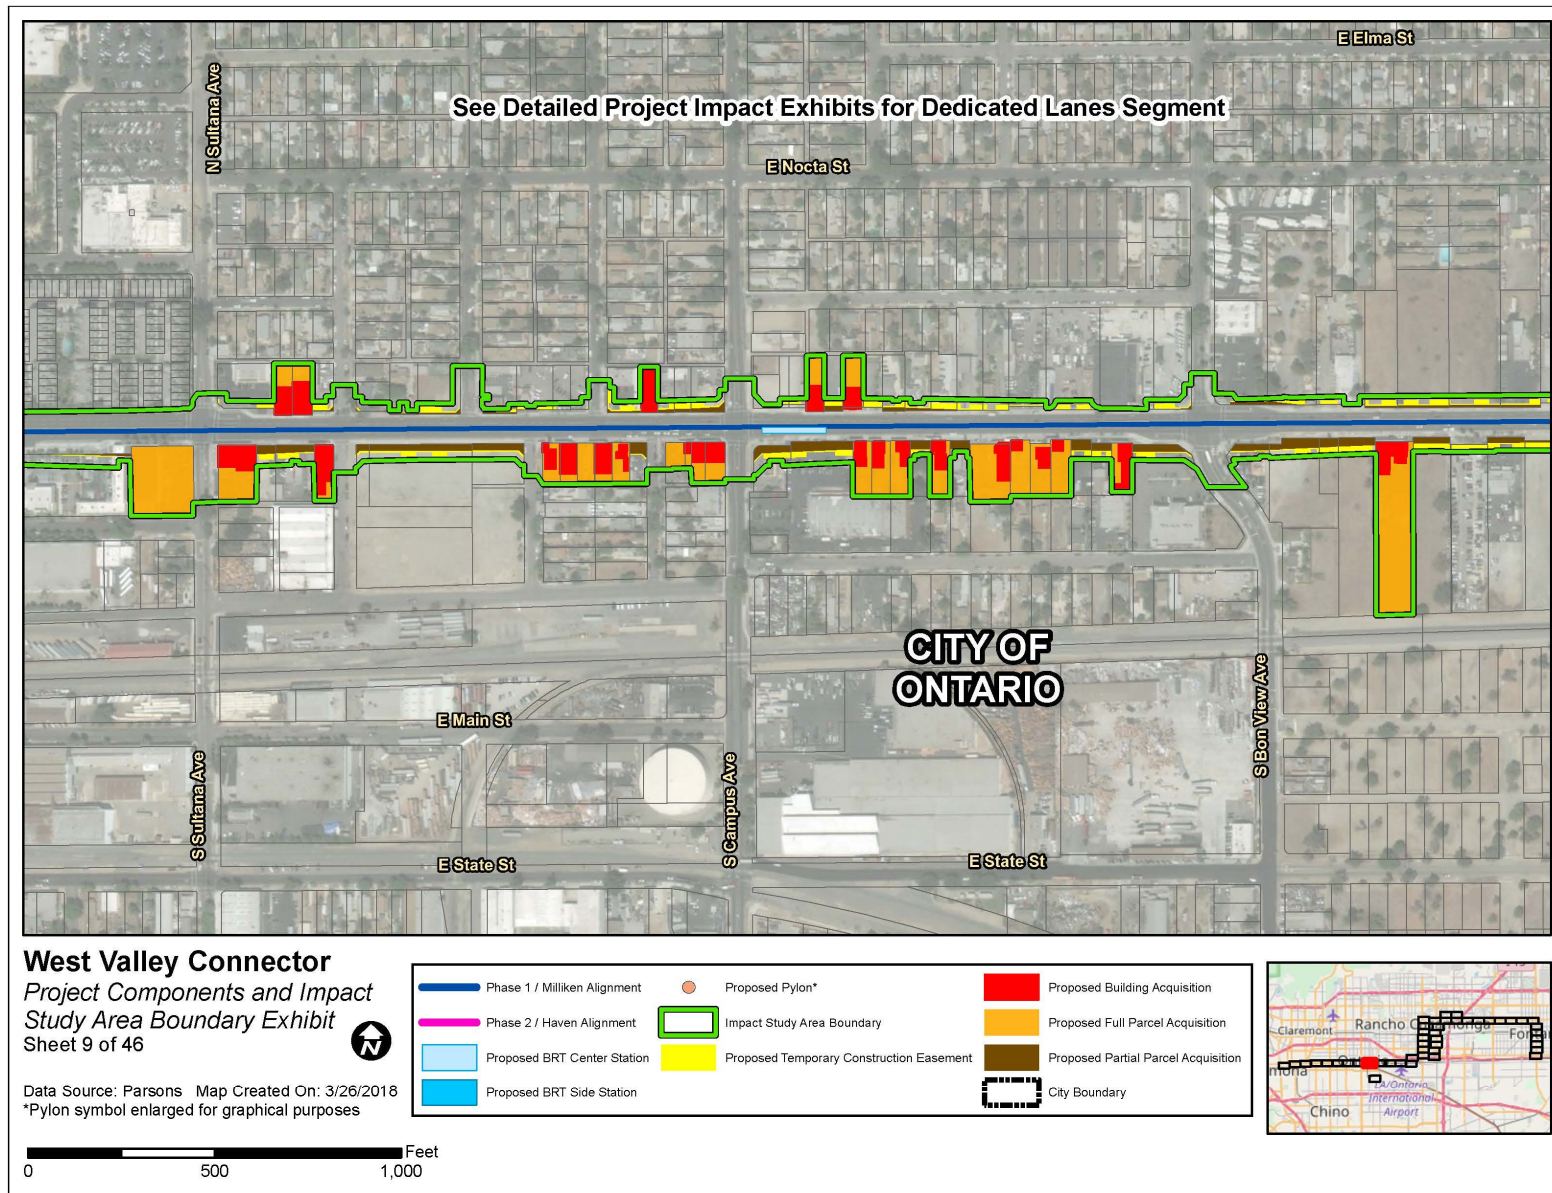 E Elma St
N Sultana Ave
See Detailed Project Impact Exhibits for Dedicated Lanes Segment
E Nocta St
CITY OF
ONTARIO
E Main St
S Bon View Ave
S Sultana Ave
S Campus Ave
E State St
E State St
West Valley Connector
Project Components and Impact
Study Area Boundary Exhibit
Sheet 9 of 46
N
Data Source: Parsons Map Created On: 3/26/2018
*Pylon symbol enlarged for graphical purposes
Feet
0 500 1,000
Phase 1 / Milliken Alignment
Phase 2 / Haven Alignment
Proposed BRT Center Station
Proposed BRT Side Station
Proposed Pylon*
Impact Study Area Boundary
Proposed Temporary Construction Easement
Proposed Building Acquisition
Proposed Full Parcel Acquisition
Proposed Partial Parcel Acquisition
City Boundary
Claremont
Rancho
LA/Ontario
International
Airport
Chino